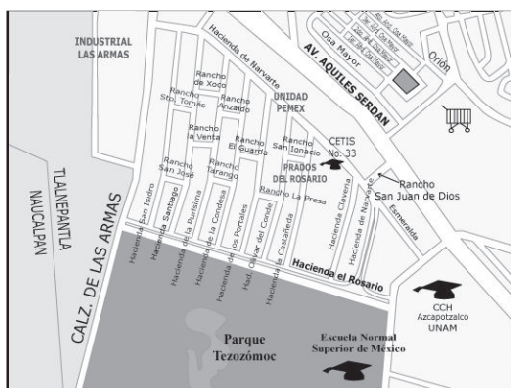 INDUSTRIAL
LAS ARMAS
Hacienda de Narvarte
Osa Mayor
AV. AQUILES SERDAN
Orión
Rancho
de Xoco
Rancho
Sto. Tomás
Rancho
Anzaldo
UNIDAD
PEMEX
Rancho
la Venta
Rancho
El Guarda
Rancho
San Ignacio
CETIS
No. 33
Rancho
San José
Rancho
Tarango
PRADOS
DEL ROSARIO
Rancho La Presa
Rancho
San Juan de Dios
TLALNEPANTLA
NAUCALPAN
CALZ. DE LAS ARMAS
Hacienda San Isidro
Hacienda Santiago
Hacienda de la Purísima
Hacienda de la Condesa
Hacienda de los Portales
Hda. Olivar del Conde
Hacienda la Castañeda
Hacienda Clavería
Hacienda de Narvarte
Esmeralda
Hacienda el Rosario
CCH
Azcapotzalco
UNAM
Parque
Tezozómoc
Escuela Normal
Superior de México